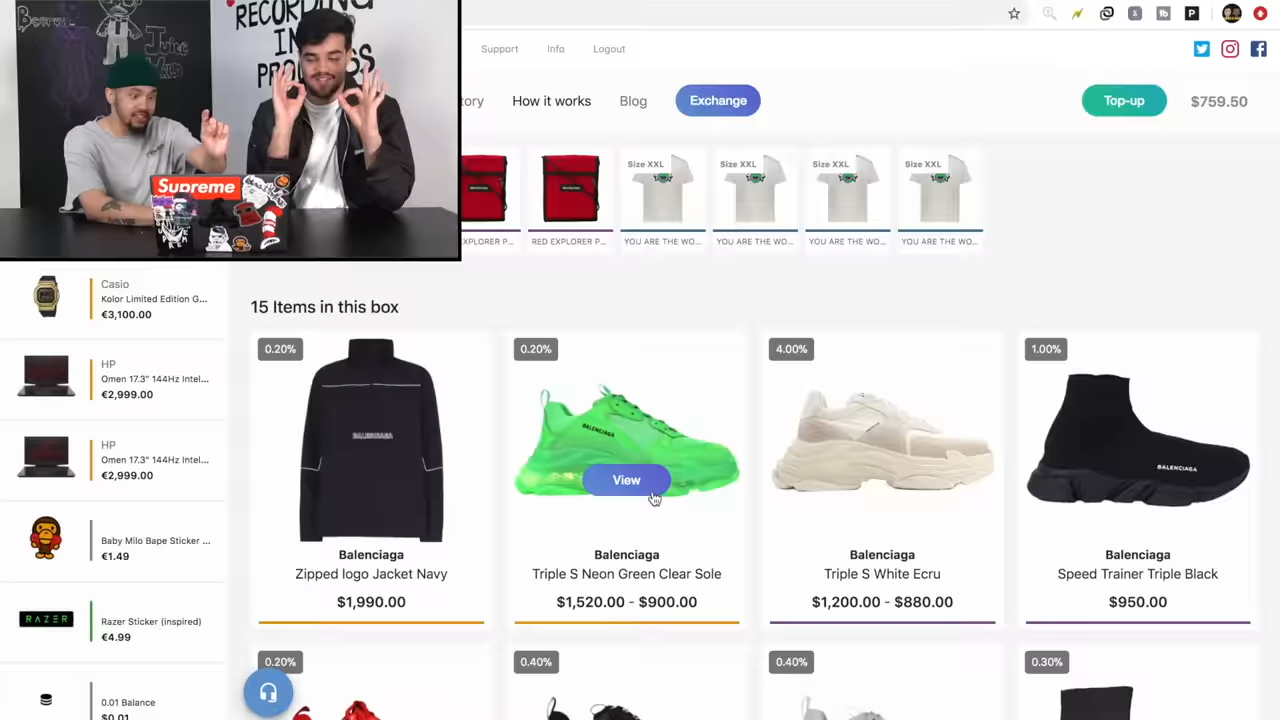 RECORDING
IN
PROCESS
Juice
Supreme
Support Info Logout
tory How it works Blog Exchange Top-up $759.50
Size XXL Size XXL Size XXL Size XXL
XPLORER P... RED EXPLORER P... YOU ARE THE WO... YOU ARE THE WO... YOU ARE THE WO... YOU ARE THE WO...
Casio
Kolor Limited Edition G...
€3,100.00
HP
Omen 17.3" 144Hz Intel...
€2,999.00
HP
Omen 17.3" 144Hz Intel...
€2,999.00
Baby Milo Bape Sticker ...
€1.49
RAZER
Razer Sticker (inspired)
€4.99
0.01 Balance
$0.01
15 Items in this box
0.20% 0.20% 4.00% 1.00%
BALENCIAGA BALENCIAGA BALENCIAGA
View
Balenciaga Balenciaga Balenciaga Balenciaga
Zipped logo Jacket Navy Triple S Neon Green Clear Sole Triple S White Ecru Speed Trainer Triple Black
$1,990.00 $1,520.00 - $900.00 $1,200.00 - $880.00 $950.00
0.20% 0.40% 0.40% 0.30%